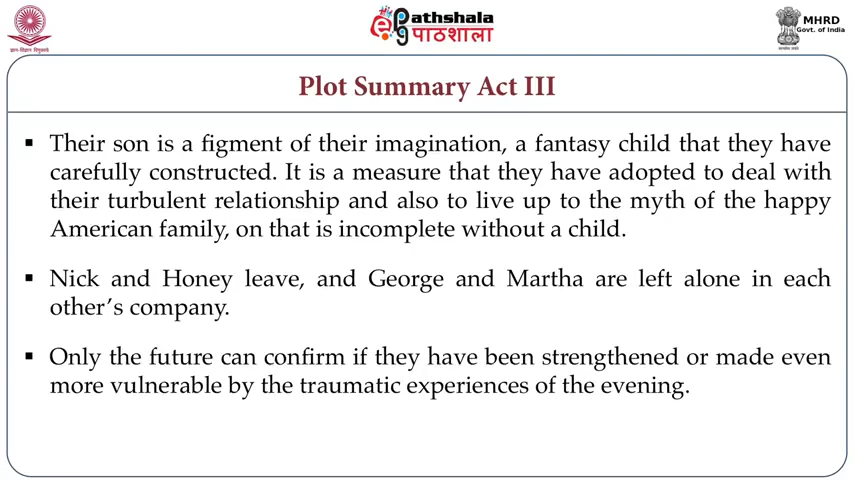 ePathshala
पाठशाला
MHRD
Govt. of India
Plot Summary Act III
▪ Their son is a figment of their imagination, a fantasy child that they have
carefully constructed. It is a measure that they have adopted to deal with
their turbulent relationship and also to live up to the myth of the happy
American family, on that is incomplete without a child.
▪ Nick and Honey leave, and George and Martha are left alone in each
other's company.
▪ Only the future can confirm if they have been strengthened or made even
more vulnerable by the traumatic experiences of the evening.